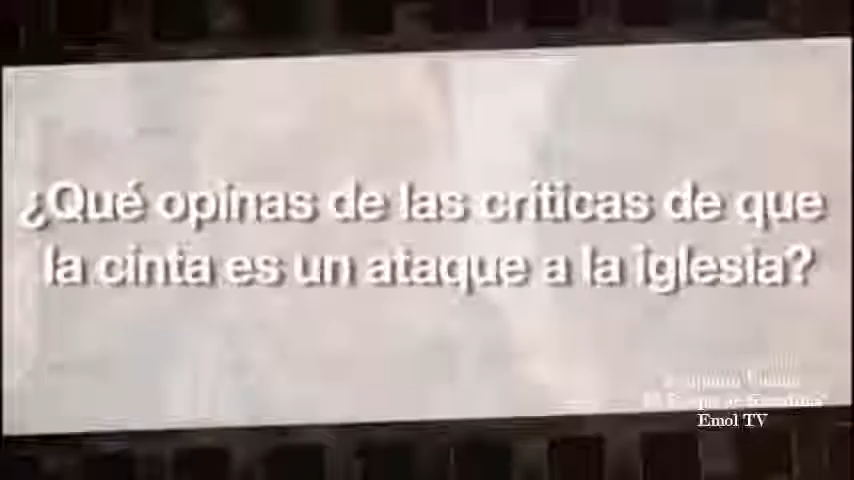 ¿Qué opinas de las críticas de que
la cinta es un ataque a la iglesia?
Emol TV